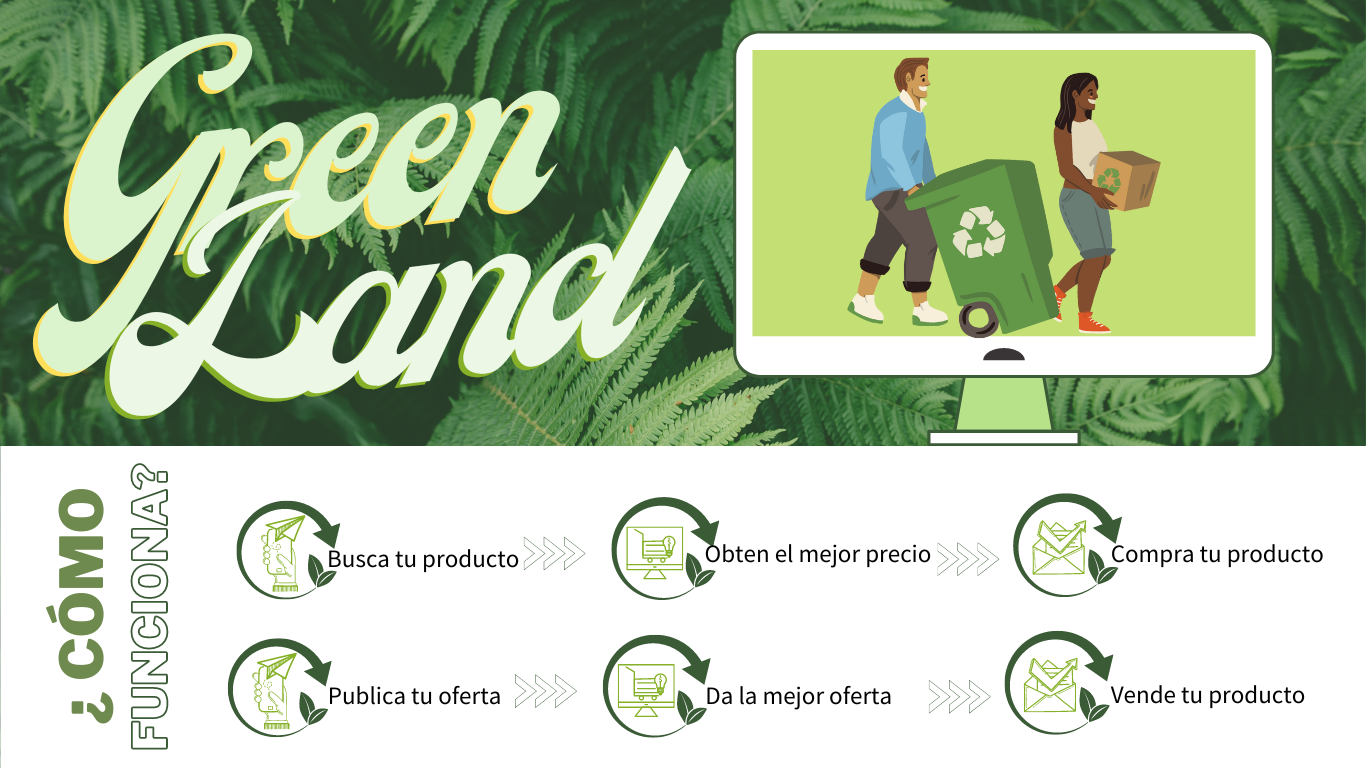 Green
Land
¿CÓMO
FUNCIONA?
Busca tu producto
Obten el mejor precio
Compra tu producto
Publica tu oferta
Da la mejor oferta
Vende tu producto